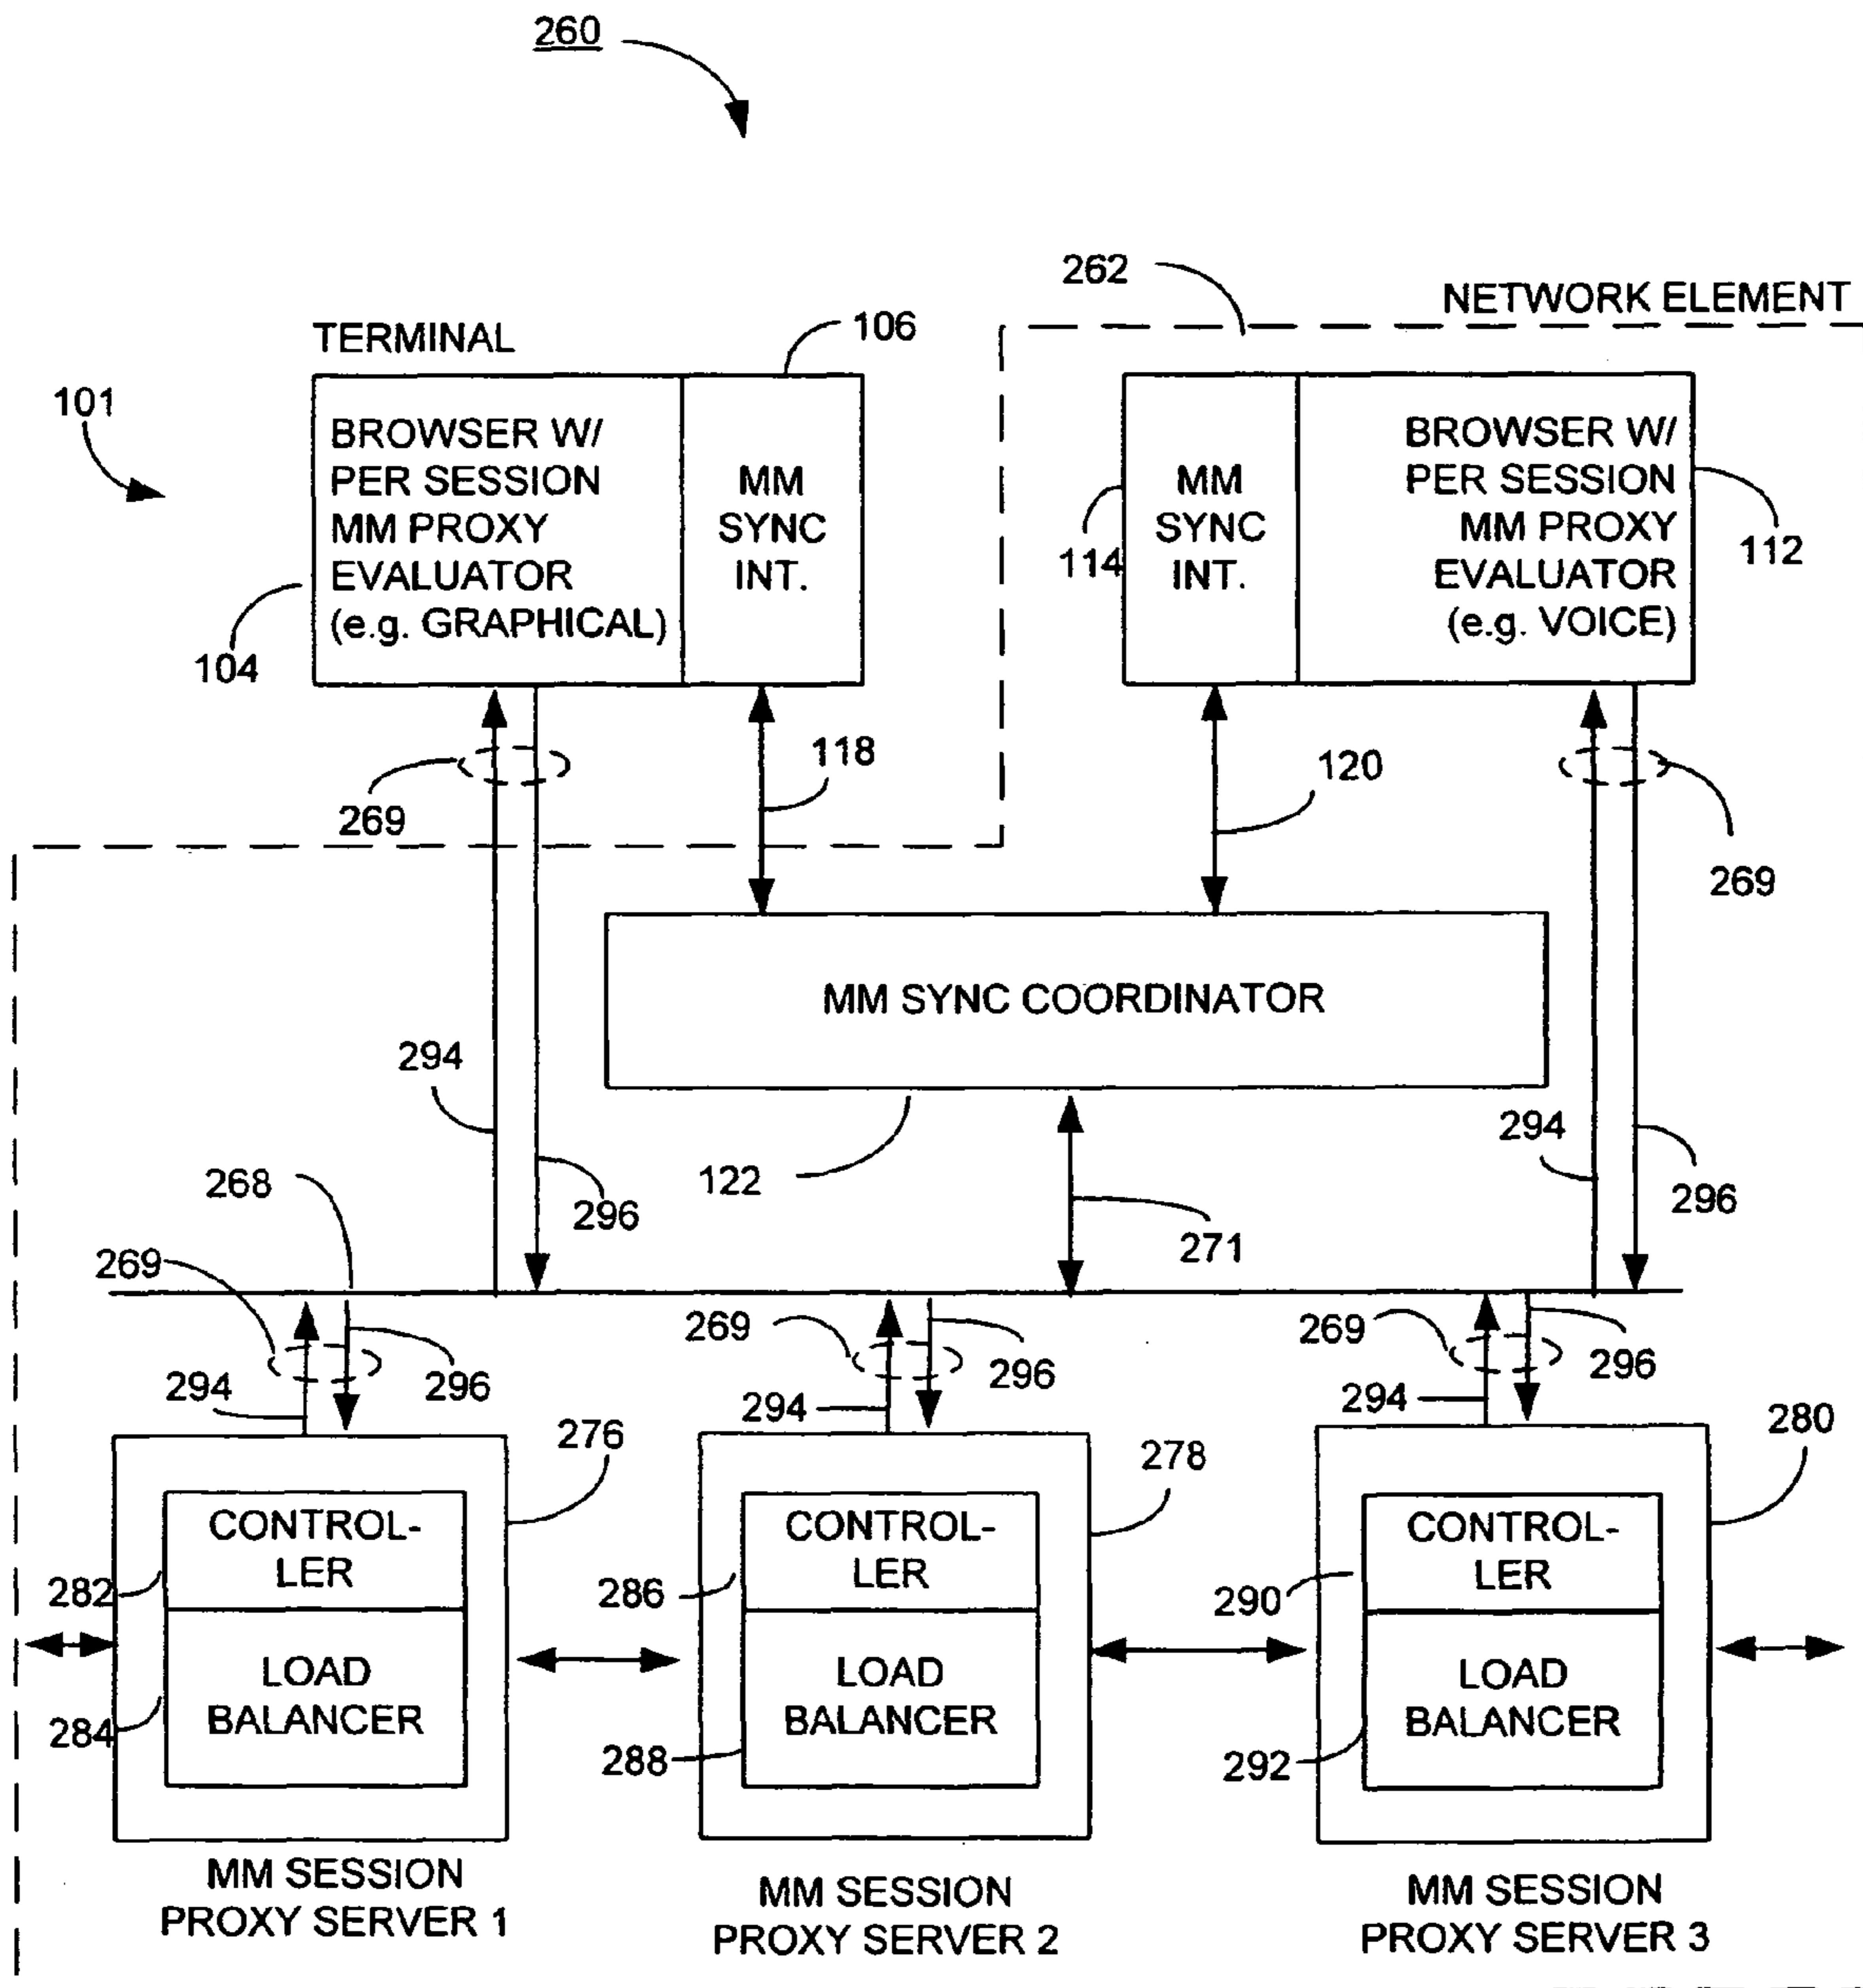 260
262
NETWORK ELEMENT
TERMINAL
106
101
BROWSER W/
PER SESSION
MM PROXY
EVALUATOR
(e.g. GRAPHICAL)
MM
SYNC
INT.
104
114
MM
SYNC
INT.
BROWSER W/
PER SESSION
MM PROXY
EVALUATOR
(e.g. VOICE)
112
269
118
120
269
MM SYNC COORDINATOR
294
296
122
271
294
296
268
269
294
296
269
294
296
269
294
296
276
278
280
CONTROL-
LER
282
LOAD
BALANCER
284
CONTROL-
LER
286
LOAD
BALANCER
288
CONTROL-
LER
290
LOAD
BALANCER
292
MM SESSION
PROXY SERVER 1
MM SESSION
PROXY SERVER 2
MM SESSION
PROXY SERVER 3